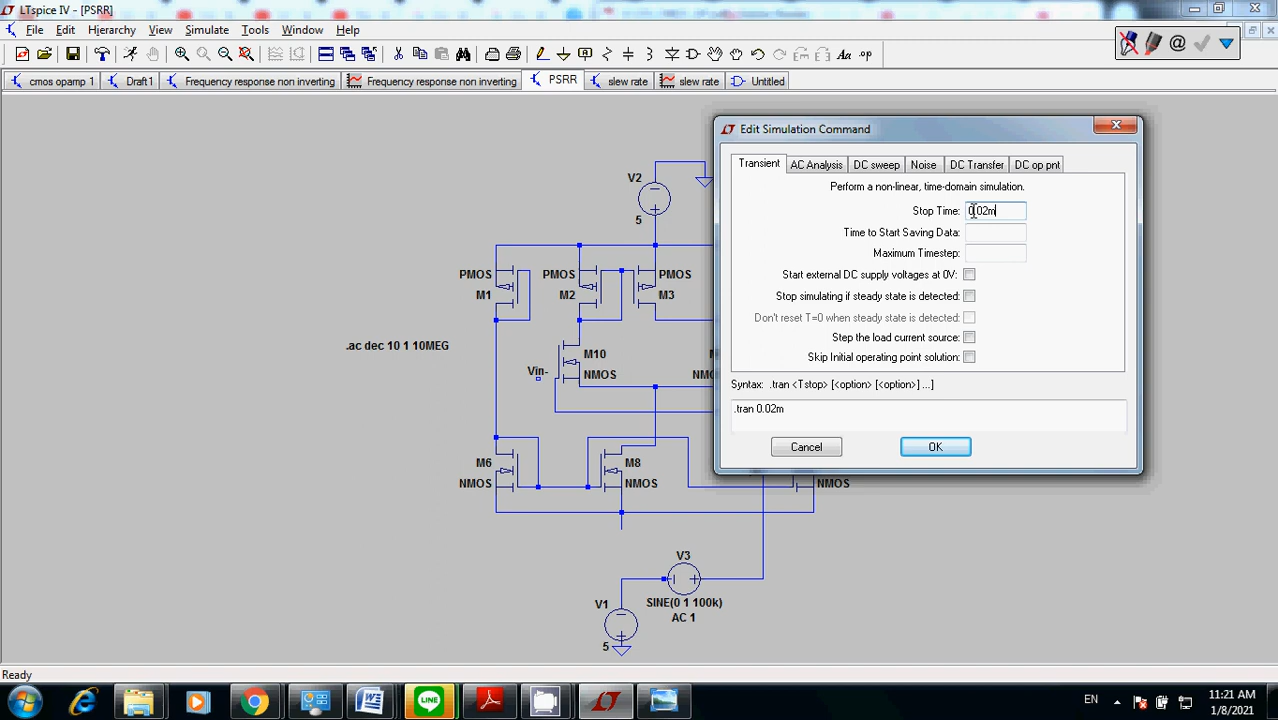 LTspice IV - [PSRR]
File Edit Hierarchy View Simulate Tools Window Help
cmos opamp 1 Draft1 Frequency response non inverting Frequency response non inverting PSRR slew rate slew rate Untitled
Edit Simulation Command
Transient AC Analysis DC sweep Noise DC Transfer DC op pnt
Perform a non-linear, time-domain simulation.
Stop Time: 0.02m
Time to Start Saving Data:
Maximum Timestep:
Start external DC supply voltages at 0V:
Stop simulating if steady state is detected:
Don't reset T=0 when steady state is detected:
Step the load current source:
Skip Initial operating point solution:
Syntax: .tran <Tstop> [<option> [<option>] ...]
.tran 0.02m
Cancel OK
V2
5
PMOS PMOS PMOS
M1 M2 M3
.ac dec 10 1 10MEG
M10
Vin-
NMOS
M6 M8
NMOS NMOS NMOS
V3
V1 SINE(0 1 100k)
AC 1
5
Ready
EN 11:21 AM
1/8/2021